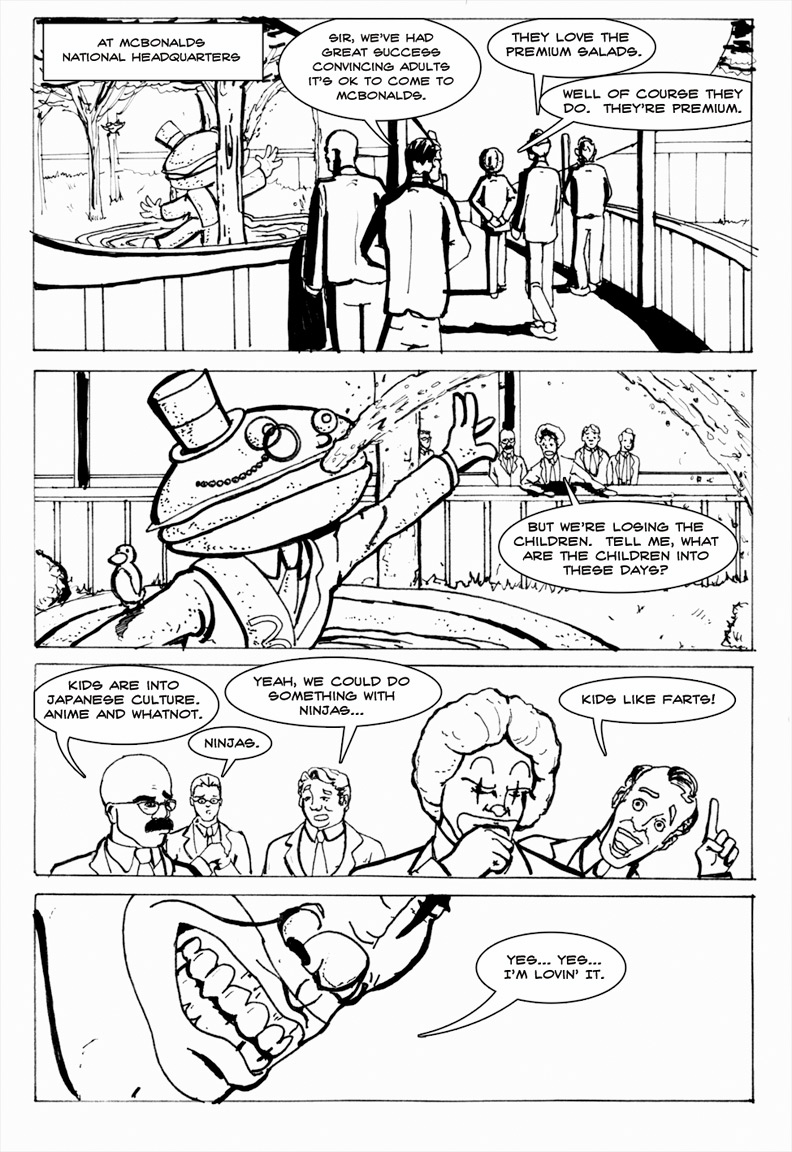 AT MCBONALDS
NATIONAL HEADQUARTERS
SIR, WE'VE HAD
GREAT SUCCESS
CONVINCING ADULTS
IT'S OK TO COME TO
MCBONALDS.
THEY LOVE THE
PREMIUM SALADS.
WELL OF COURSE THEY
DO. THEY'RE PREMIUM.
BUT WE'RE LOSING THE
CHILDREN. TELL ME, WHAT
ARE THE CHILDREN INTO
THESE DAYS?
KIDS ARE INTO
JAPANESE CULTURE.
ANIME AND WHATNOT.
NINJAS.
YEAH, WE COULD DO
SOMETHING WITH
NINJAS...
KIDS LIKE FARTS!
YES... YES...
I'M LOVIN' IT.